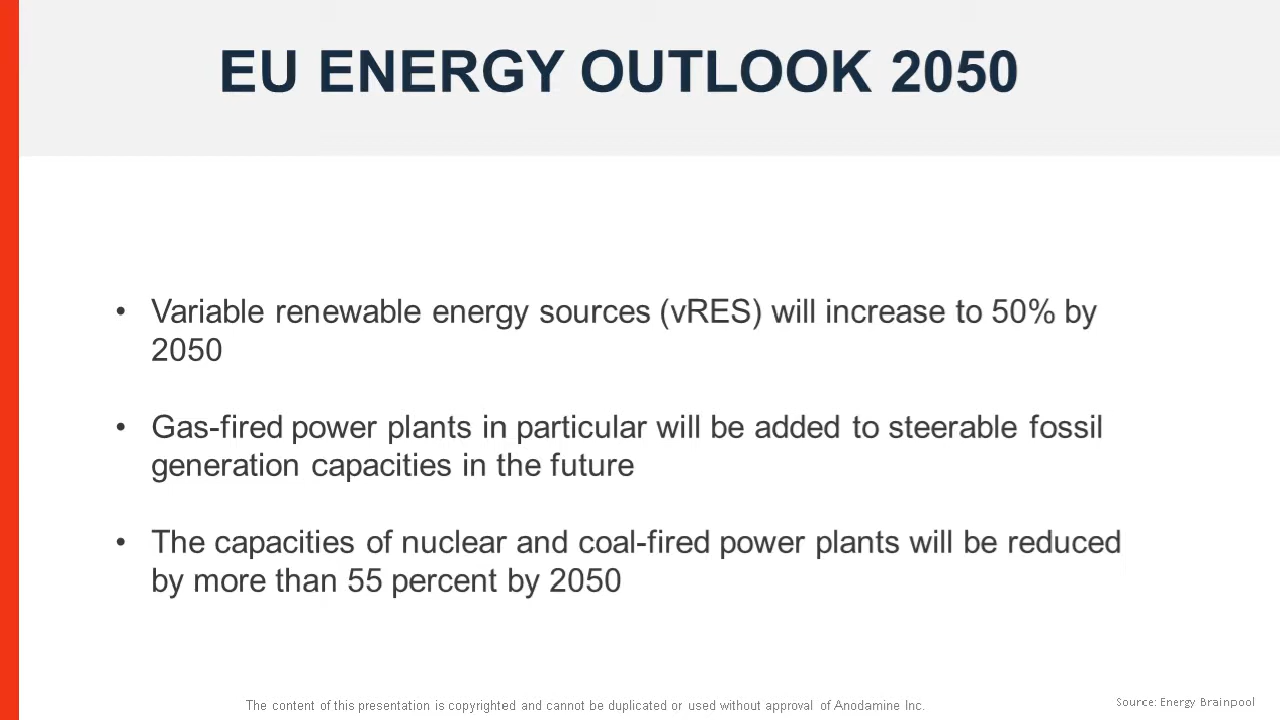 EU ENERGY OUTLOOK 2050
• Variable renewable energy sources (vRES) will increase to 50% by
2050
• Gas-fired power plants in particular will be added to steerable fossil
generation capacities in the future
• The capacities of nuclear and coal-fired power plants will be reduced
by more than 55 percent by 2050
The content of this presentation is copyrighted and cannot be duplicated or used without approval of Anodamine Inc.
Source: Energy Brainpool